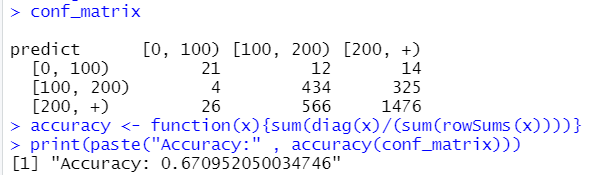 > conf_matrix
predict [0, 100) [100, 200) [200, +)
[0, 100) 21 12 14
[100, 200) 4 434 325
[200, +) 26 566 1476
> accuracy <- function(x){sum(diag(x)/(sum(rowSums(x))))}
> print(paste("Accuracy:" , accuracy(conf_matrix)))
[1] "Accuracy: 0.670952050034746"